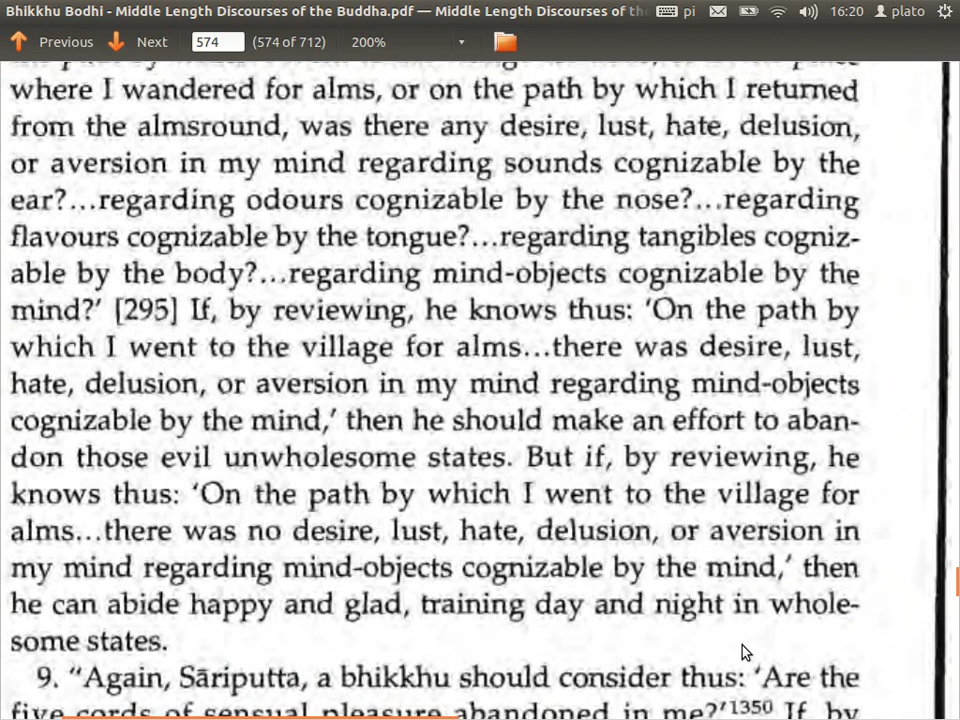 Bhikkhu Bodhi - Middle Length Discourses of the Buddha.pdf — Middle Length Discourses of the pi 16:20 plato
Previous Next 574 (574 of 712) 200%
where I wandered for alms, or on the path by which I returned
from the almsround, was there any desire, lust, hate, delusion,
or aversion in my mind regarding sounds cognizable by the
ear?...regarding odours cognizable by the nose?...regarding
flavours cognizable by the tongue?...regarding tangibles cogniz-
able by the body?...regarding mind-objects cognizable by the
mind?’ [295] If, by reviewing, he knows thus: ‘On the path by
which I went to the village for alms...there was desire, lust,
hate, delusion, or aversion in my mind regarding mind-objects
cognizable by the mind,’ then he should make an effort to aban-
don those evil unwholesome states. But if, by reviewing, he
knows thus: ‘On the path by which I went to the village for
alms...there was no desire, lust, hate, delusion, or aversion in
my mind regarding mind-objects cognizable by the mind,’ then
he can abide happy and glad, training day and night in whole-
some states.
9. “Again, Sāriputta, a bhikkhu should consider thus: ‘Are the
five cords of sensual pleasure abandoned in me?’1350 If, by